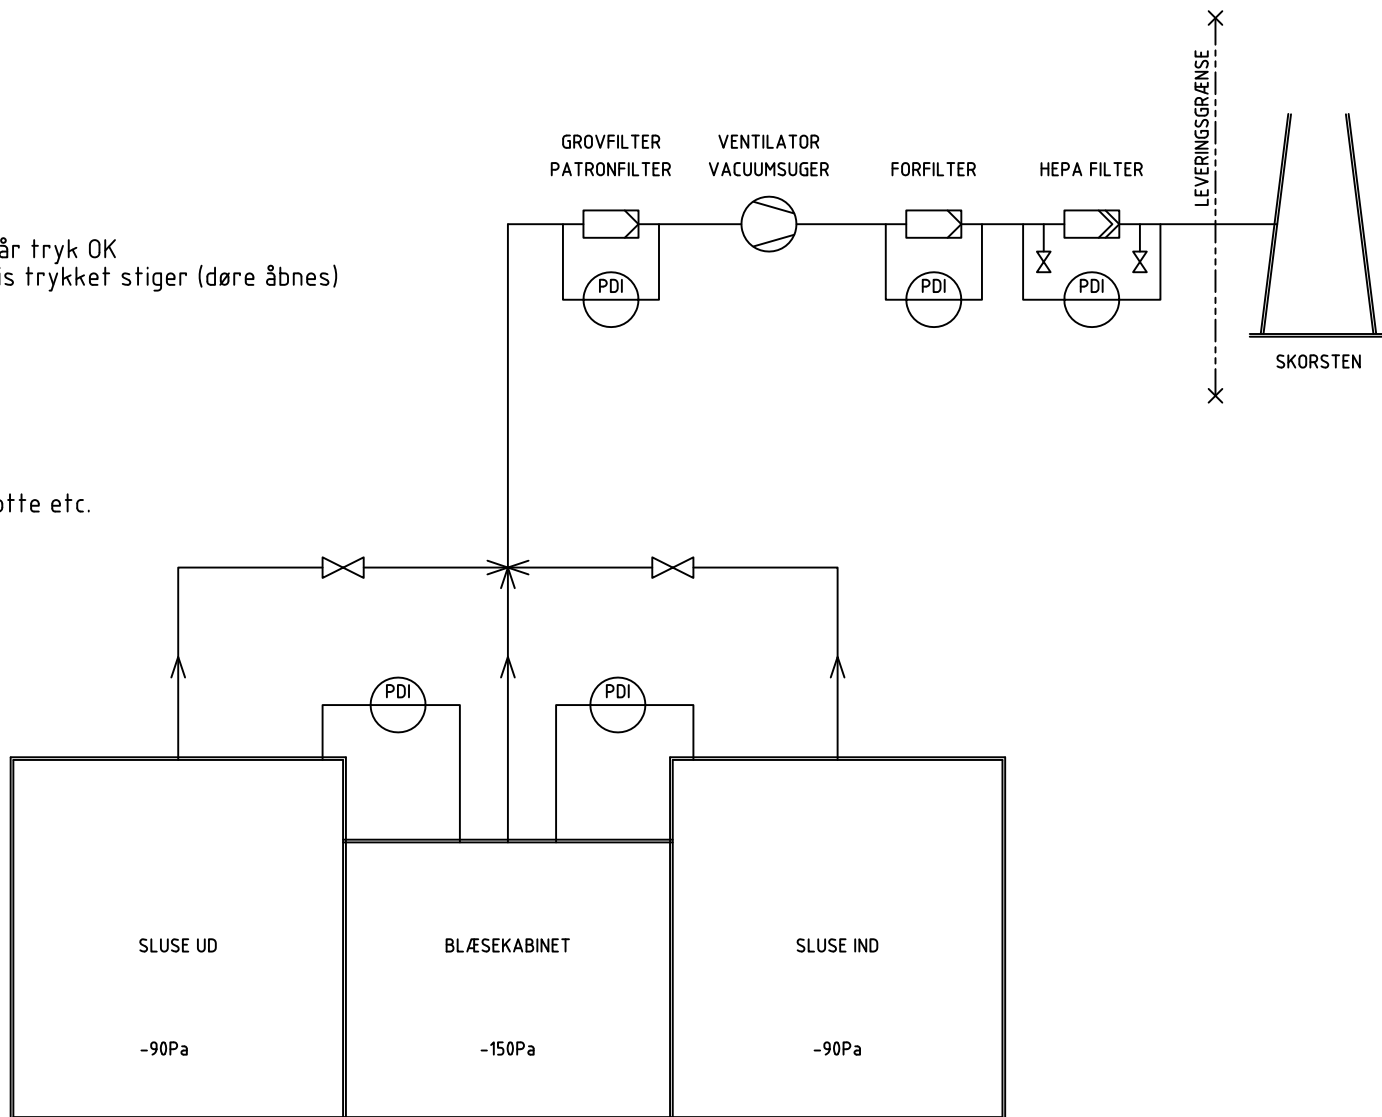 LEVERINGSGRÆNSE
GROVFILTER
PATRONFILTER
VENTILATOR
VACUUMSUGER
FORFILTER
HEPA FILTER
år tryk OK
is trykket stiger (døre åbnes)
PDI
PDI
PDI
SKORSTEN
otte etc.
PDI
PDI
SLUSE UD
BLÆSEKABINET
SLUSE IND
-90Pa
-150Pa
-90Pa